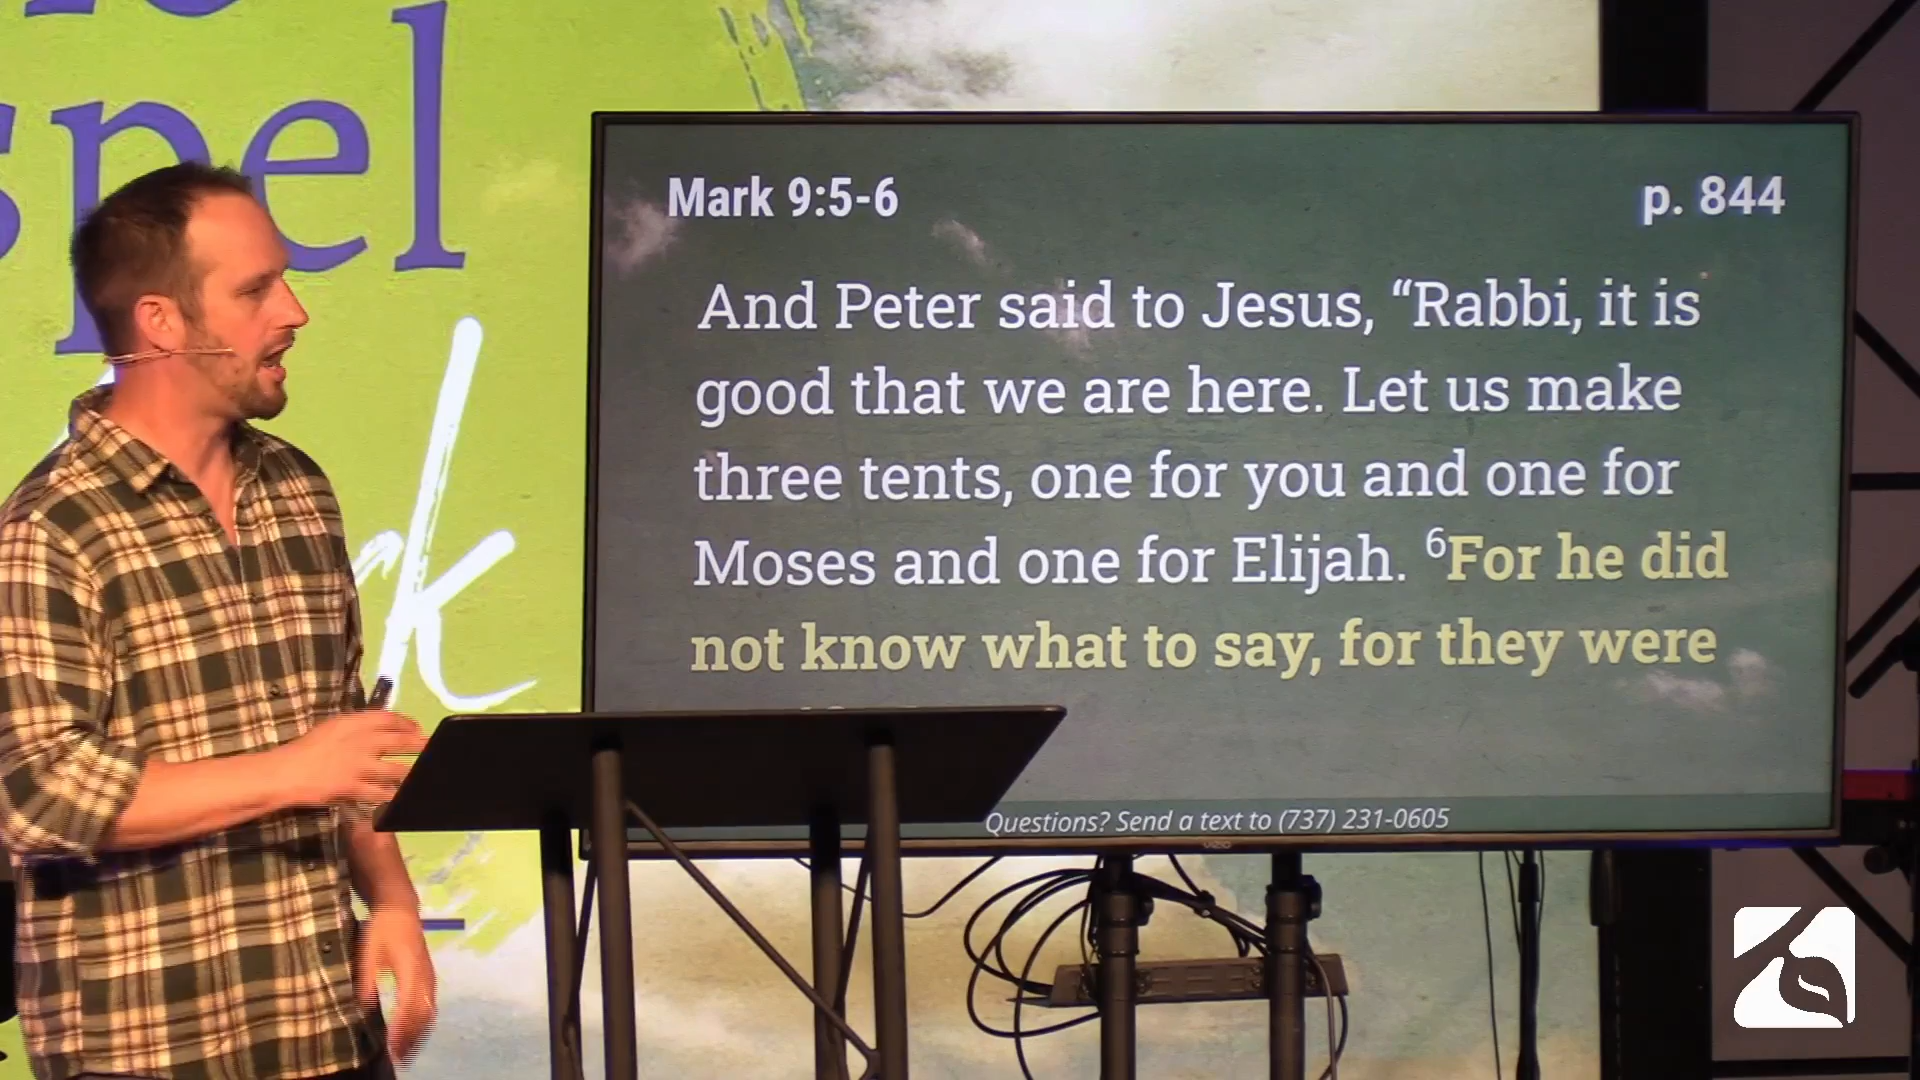 spel
k
Mark 9:5-6
p. 844
And Peter said to Jesus, “Rabbi, it is
good that we are here. Let us make
three tents, one for you and one for
Moses and one for Elijah. ⁶For he did
not know what to say, for they were
Questions? Send a text to (737) 231-0605
VIZIO